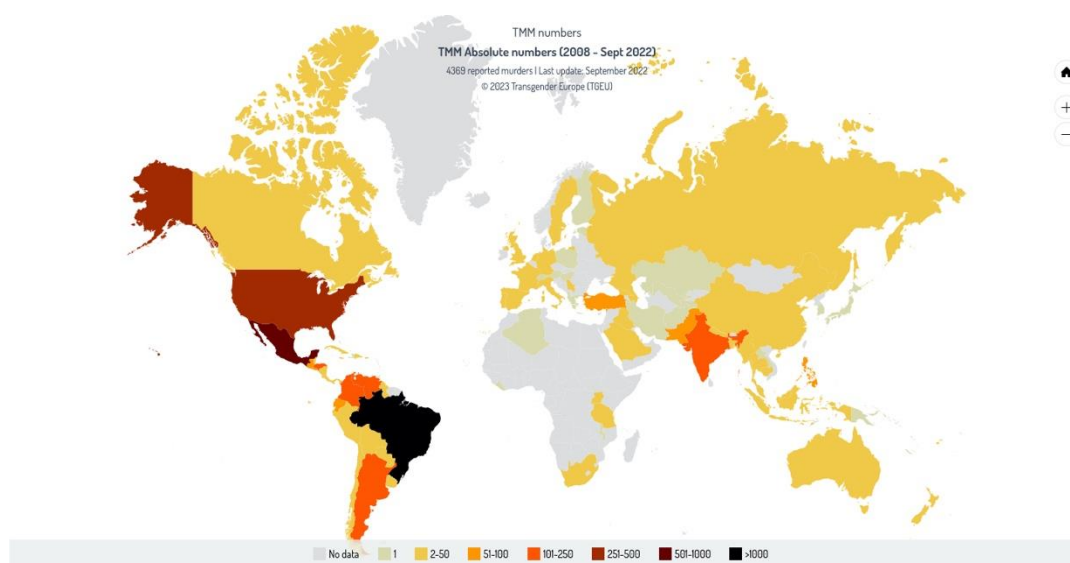 TMM numbers
TMM Absolute numbers (2008 - Sept 2022)
4369 reported murders | Last update: September 2022
© 2023 Transgender Europe (TGEU)
No data 1 2-50 51-100 101-250 251-500 501-1000 >1000